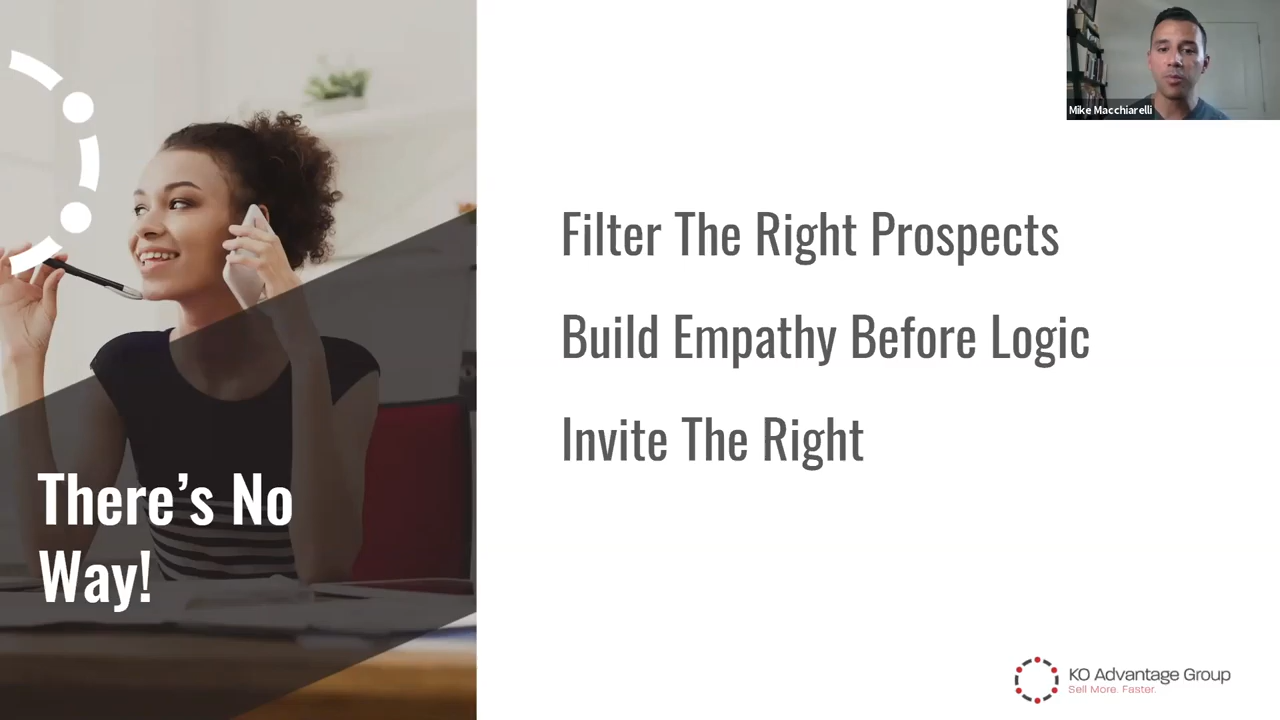 Mike Macchiarelli
Filter The Right Prospects
Build Empathy Before Logic
Invite The Right
There's No
Way!
KO Advantage Group
Sell More. Faster.